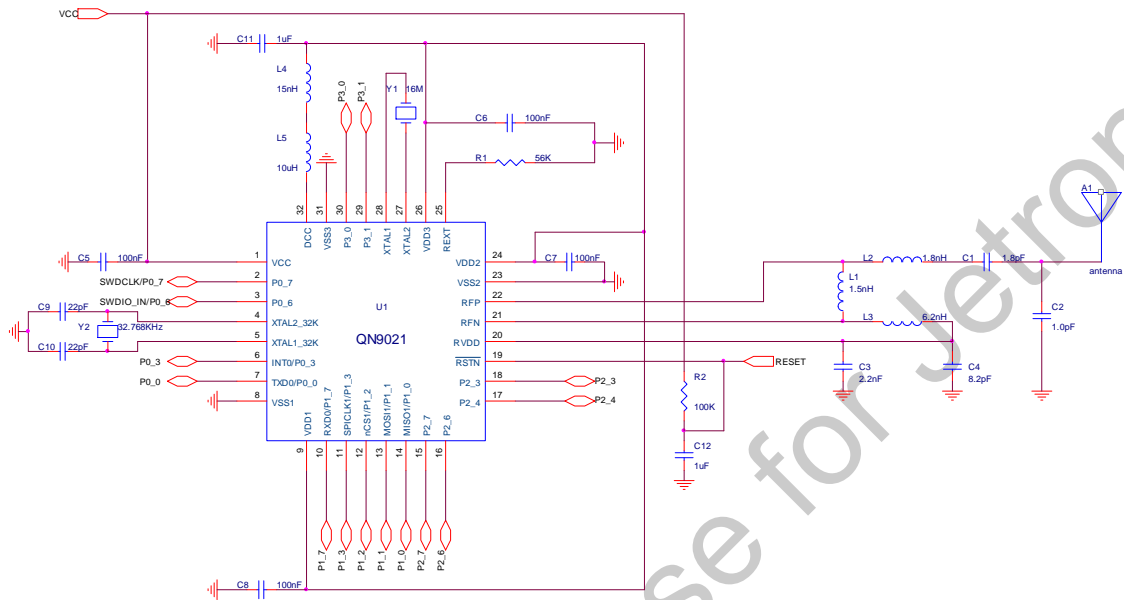 VCC
C11
1uF
L4
15nH
L5
10uH
P3_0
P3_1
Y1
16M
C6
100nF
R1
56K
32
31
30
29
28
27
26
25
DCC
VSS3
P3_0
P3_1
XTAL1
XTAL2
VDD3
REXT
A1
antenna
C5
100nF
1
VCC
SWDCLK/P0_7
2
P0_7
SWDIO_IN/P0_6
3
P0_6
C9
22pF
4
XTAL2_32K
Y2
32.768KHz
C10
22pF
5
XTAL1_32K
P0_3
6
INT0/P0_3
P0_0
7
TXD0/P0_0
8
VSS1
U1
QN9021
VDD2
24
C7
100nF
VSS2
23
RFP
22
RFN
21
RVDD
20
RSTN
19
RESET
P2_3
18
P2_3
P2_4
17
P2_4
L2
1.8nH
C1
1.8pF
L1
1.5nH
L3
6.2nH
C2
1.0pF
C3
2.2nF
C4
8.2pF
R2
100K
C12
1uF
VDD1
RXD0/P1_7
SPICLK1/P1_3
nCS1/P1_2
MOSI1/P1_1
MISO1/P1_0
P2_7
P2_6
9
10
11
12
13
14
15
16
P1_7
P1_3
P1_2
P1_1
P1_0
P2_7
P2_6
C8
100nF
se for Jetron